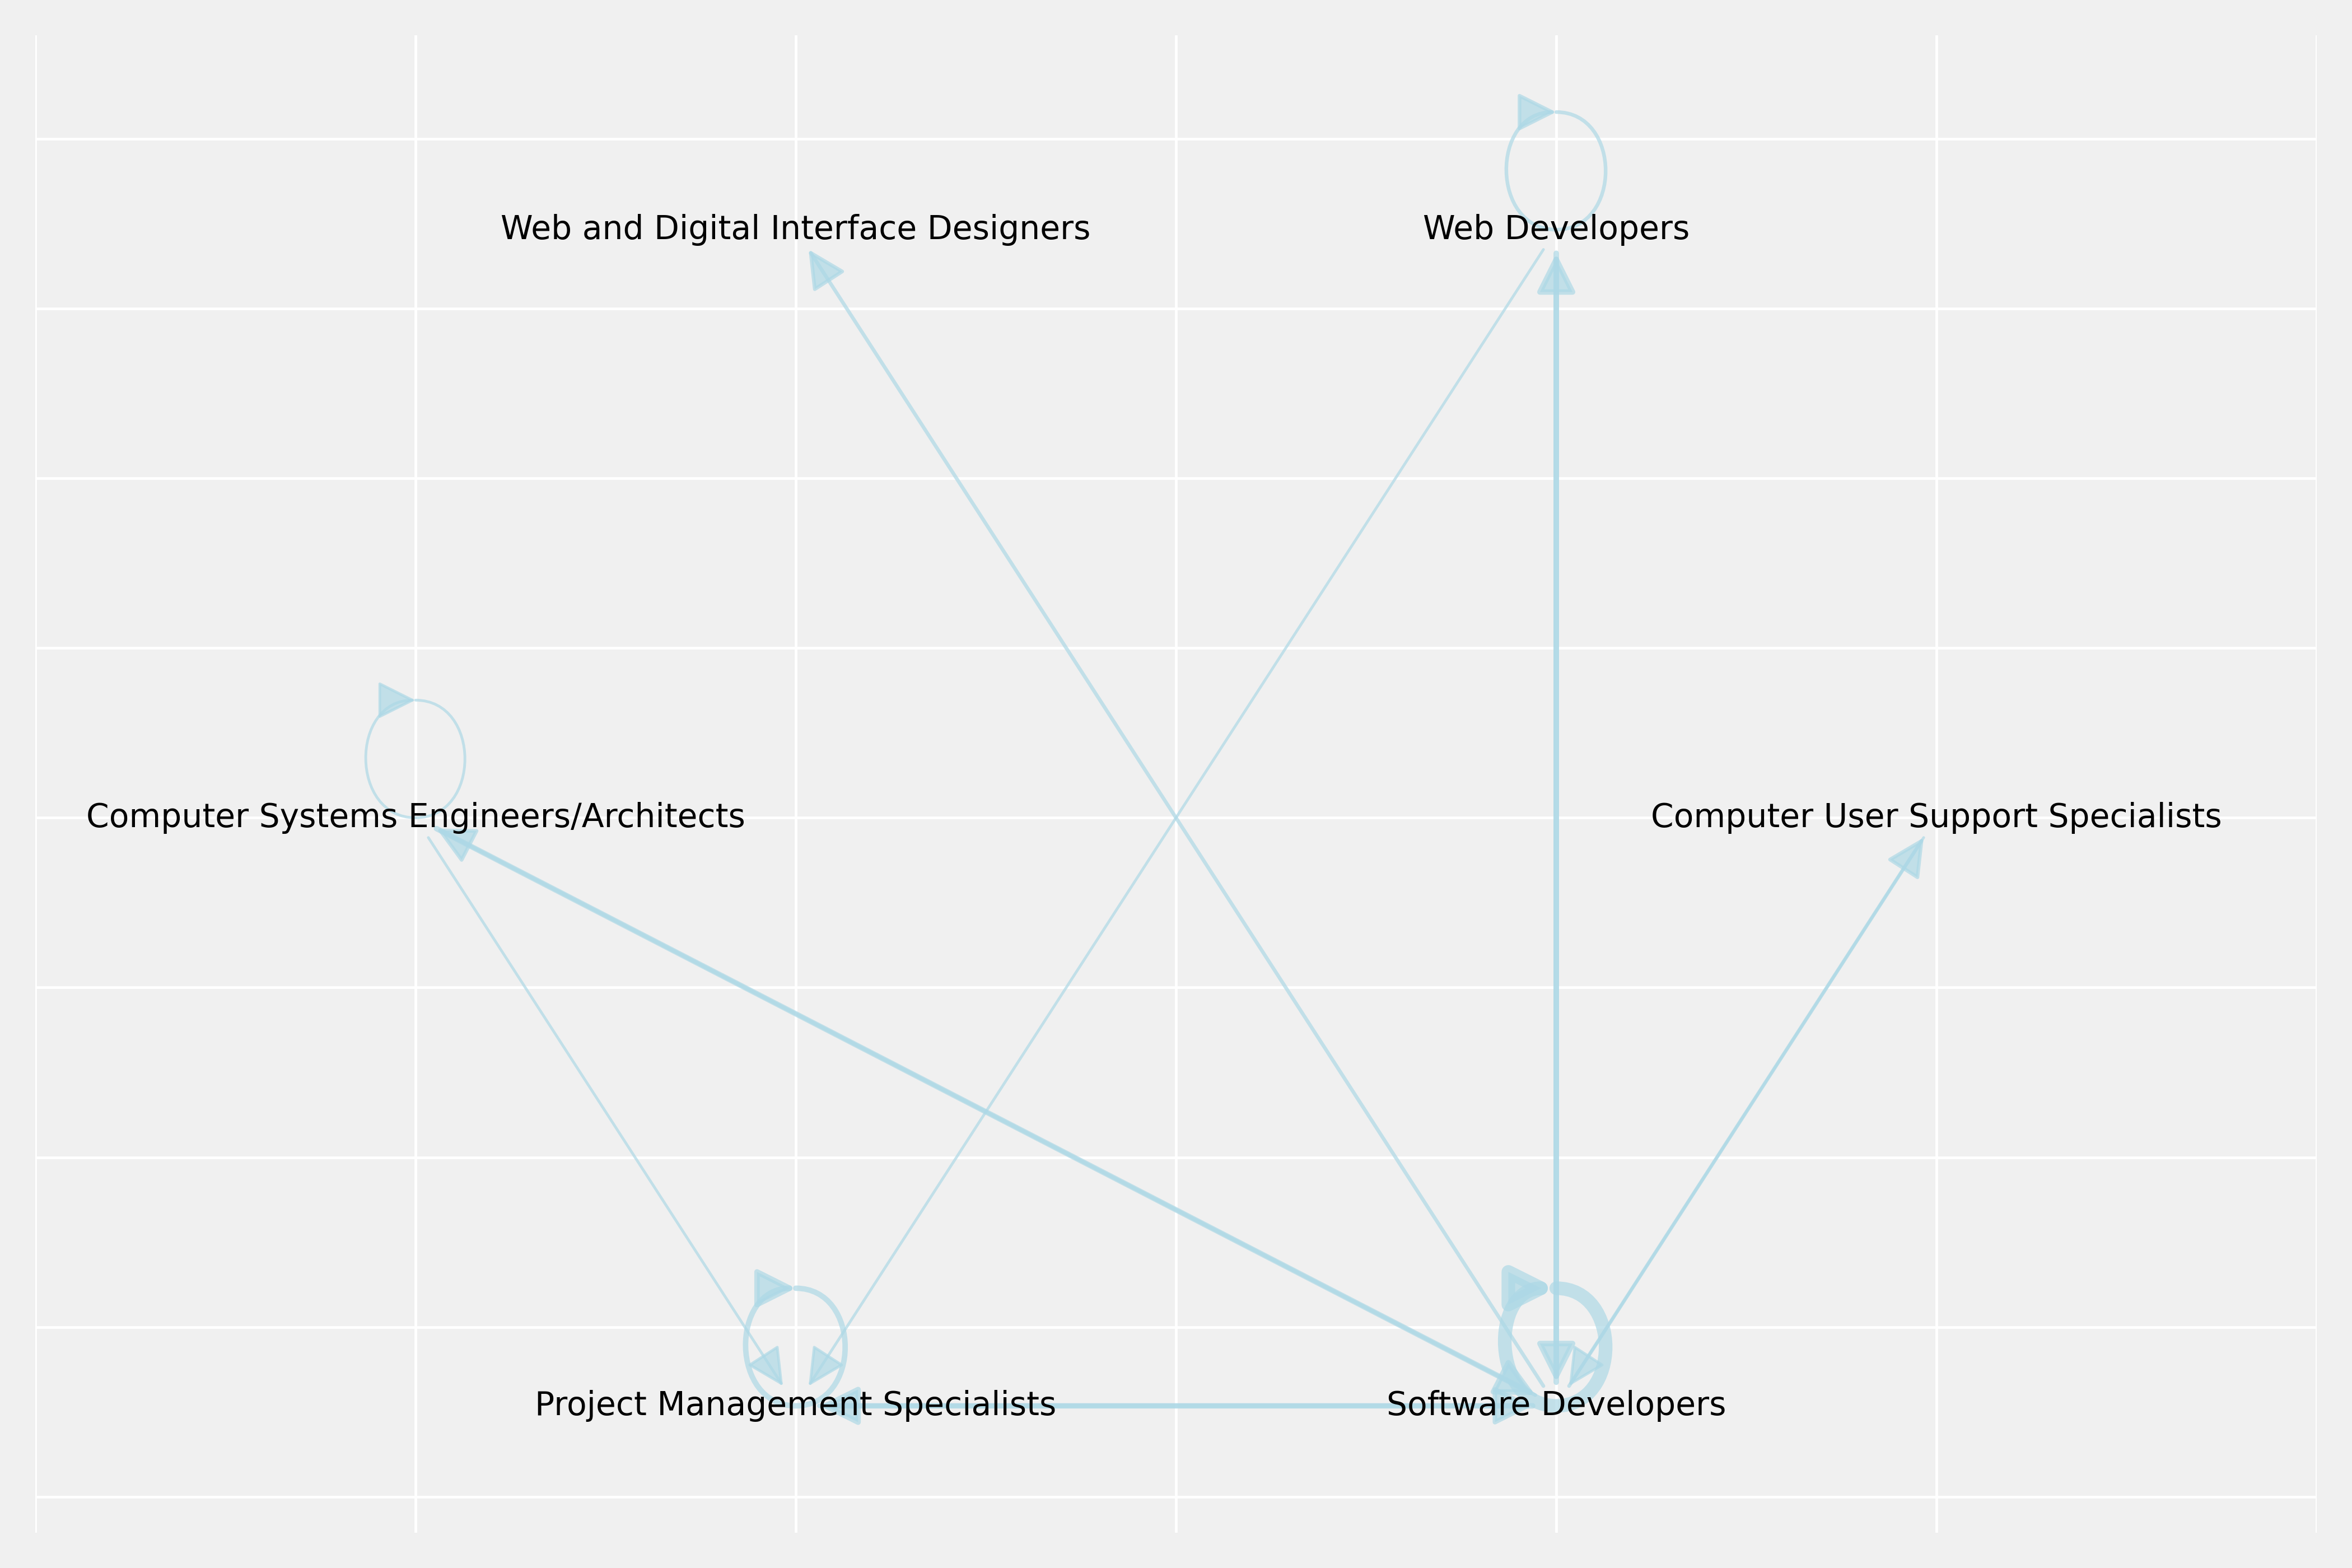 Web and Digital Interface Designers
Web Developers
Computer Systems Engineers/Architects
Computer User Support Specialists
Project Management Specialists
Software Developers